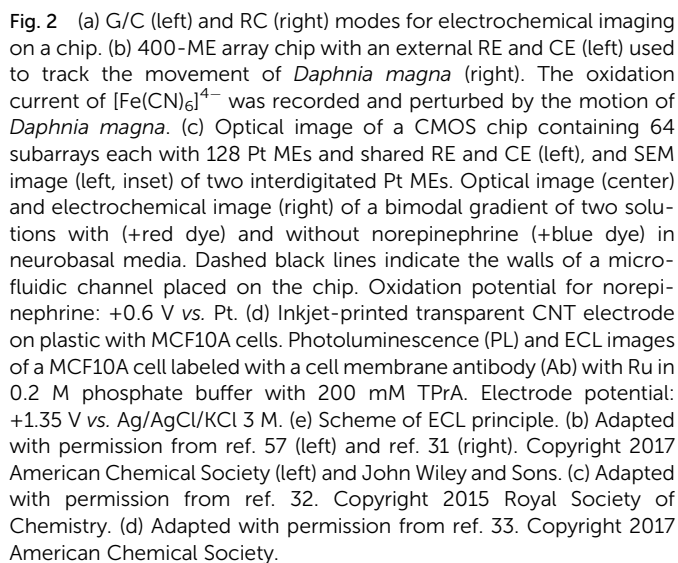 Fig. 2 (a) G/C (left) and RC (right) modes for electrochemical imaging
on a chip. (b) 400-ME array chip with an external RE and CE (left) used
to track the movement of Daphnia magna (right). The oxidation
current of [Fe(CN)₆]⁴⁻ was recorded and perturbed by the motion of
Daphnia magna. (c) Optical image of a CMOS chip containing 64
subarrays each with 128 Pt MEs and shared RE and CE (left), and SEM
image (left, inset) of two interdigitated Pt MEs. Optical image (center)
and electrochemical image (right) of a bimodal gradient of two solu-
tions with (+red dye) and without norepinephrine (+blue dye) in
neurobasal media. Dashed black lines indicate the walls of a micro-
fluidic channel placed on the chip. Oxidation potential for norepi-
nephrine: +0.6 V vs. Pt. (d) Inkjet-printed transparent CNT electrode
on plastic with MCF10A cells. Photoluminescence (PL) and ECL images
of a MCF10A cell labeled with a cell membrane antibody (Ab) with Ru in
0.2 M phosphate buffer with 200 mM TPrA. Electrode potential:
+1.35 V vs. Ag/AgCl/KCl 3 M. (e) Scheme of ECL principle. (b) Adapted
with permission from ref. 57 (left) and ref. 31 (right). Copyright 2017
American Chemical Society (left) and John Wiley and Sons. (c) Adapted
with permission from ref. 32. Copyright 2015 Royal Society of
Chemistry. (d) Adapted with permission from ref. 33. Copyright 2017
American Chemical Society.